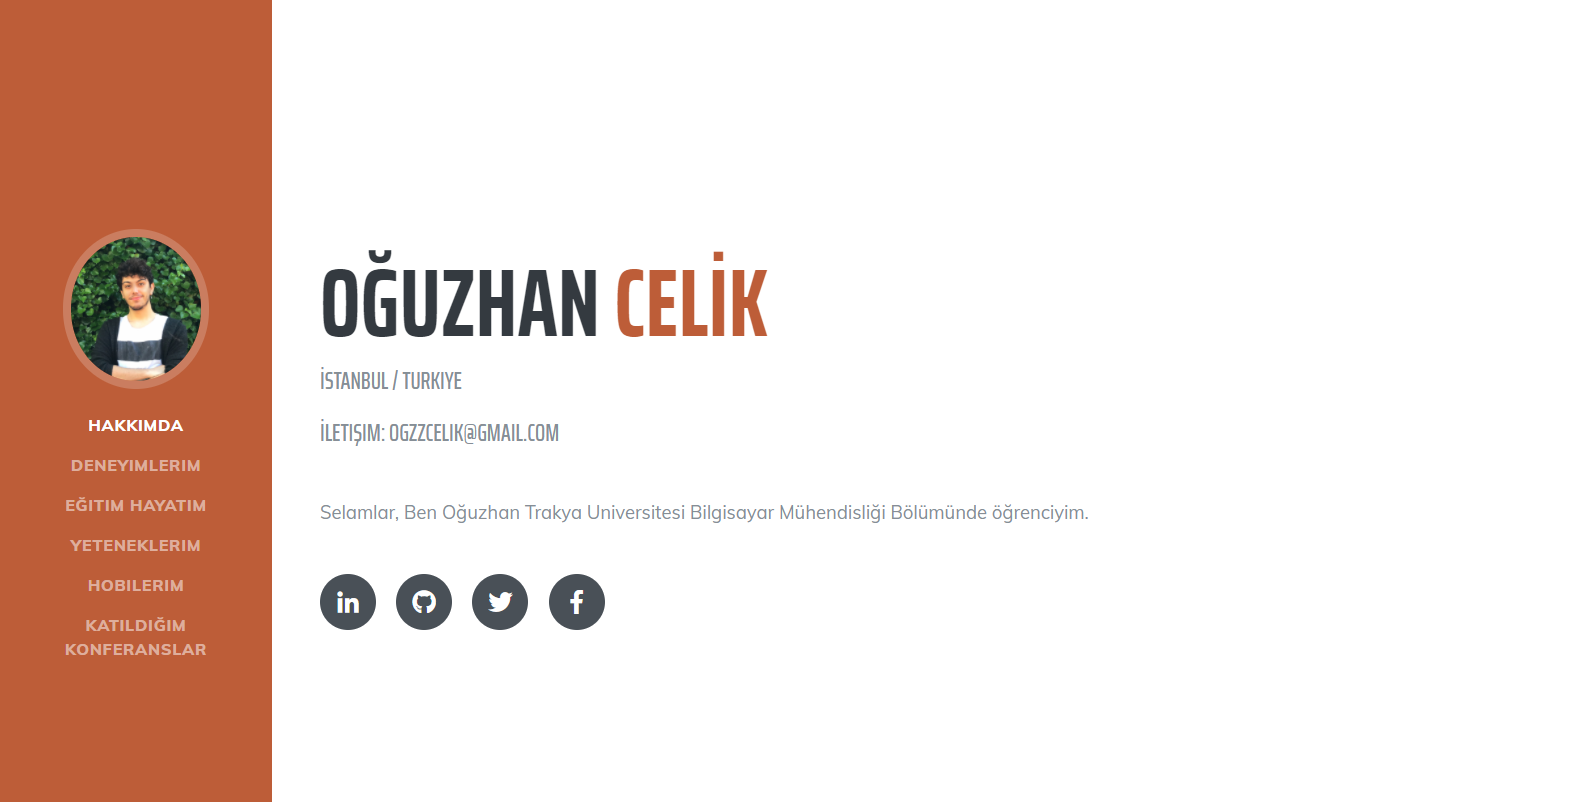 HAKKIMDA
DENEYIMLERIM
EĞITIM HAYATIM
YETENEKLERIM
HOBILERIM
KATILDIĞIM
KONFERANSLAR
OĞUZHAN CELİK
İSTANBUL / TURKIYE
İLETIŞIM: OGZZCELIK@GMAIL.COM
Selamlar, Ben Oğuzhan Trakya Universitesi Bilgisayar Mühendisliği Bölümünde öğrenciyim.